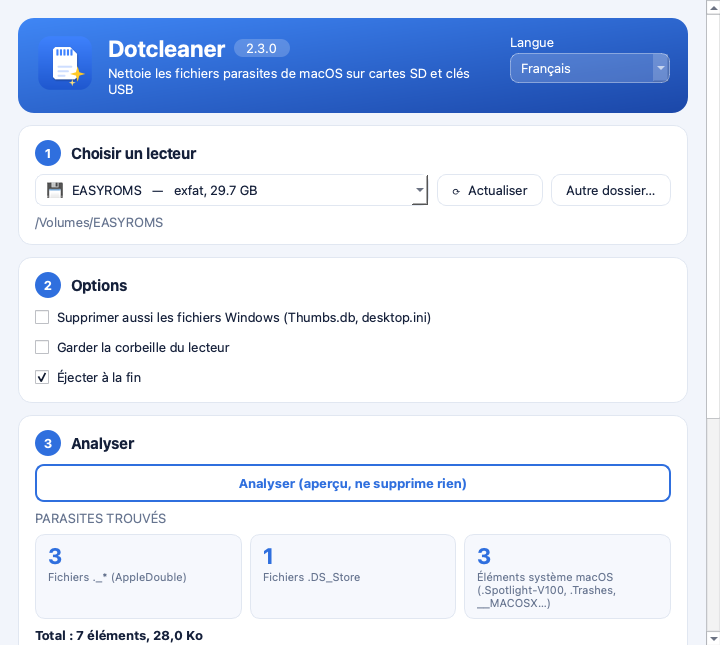 Dotcleaner 2.3.0
Nettoie les fichiers parasites de macOS sur cartes SD et clés
USB
Langue
Français
1 Choisir un lecteur
EASYROMS — exfat, 29.7 GB
Actualiser
Autre dossier...
/Volumes/EASYROMS
2 Options
Supprimer aussi les fichiers Windows (Thumbs.db, desktop.ini)
Garder la corbeille du lecteur
Éjecter à la fin
3 Analyser
Analyser (aperçu, ne supprime rien)
PARASITES TROUVÉS
3
Fichiers ._* (AppleDouble)
1
Fichiers .DS_Store
3
Éléments système macOS
(.Spotlight-V100, .Trashes,
__MACOSX…)
Total : 7 éléments, 28,0 Ko